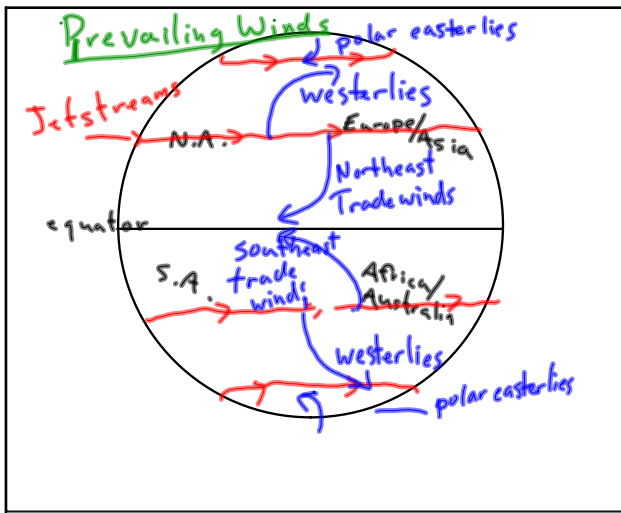 Prevailing Winds
polar easterlies
westerlies
Jetstreams
N.A.
Europe/
Asia
Northeast
Tradewinds
equator
Southeast
trade
winds
S.A.
Africa/
Australia
westerlies
polar easterlies